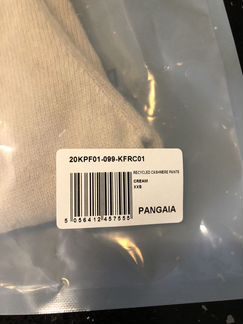 20KPF01-099-KFRC01
RECYCLED CASHMERE PANTS
CREAM
XXS
5 056412 457555
PANGAIA